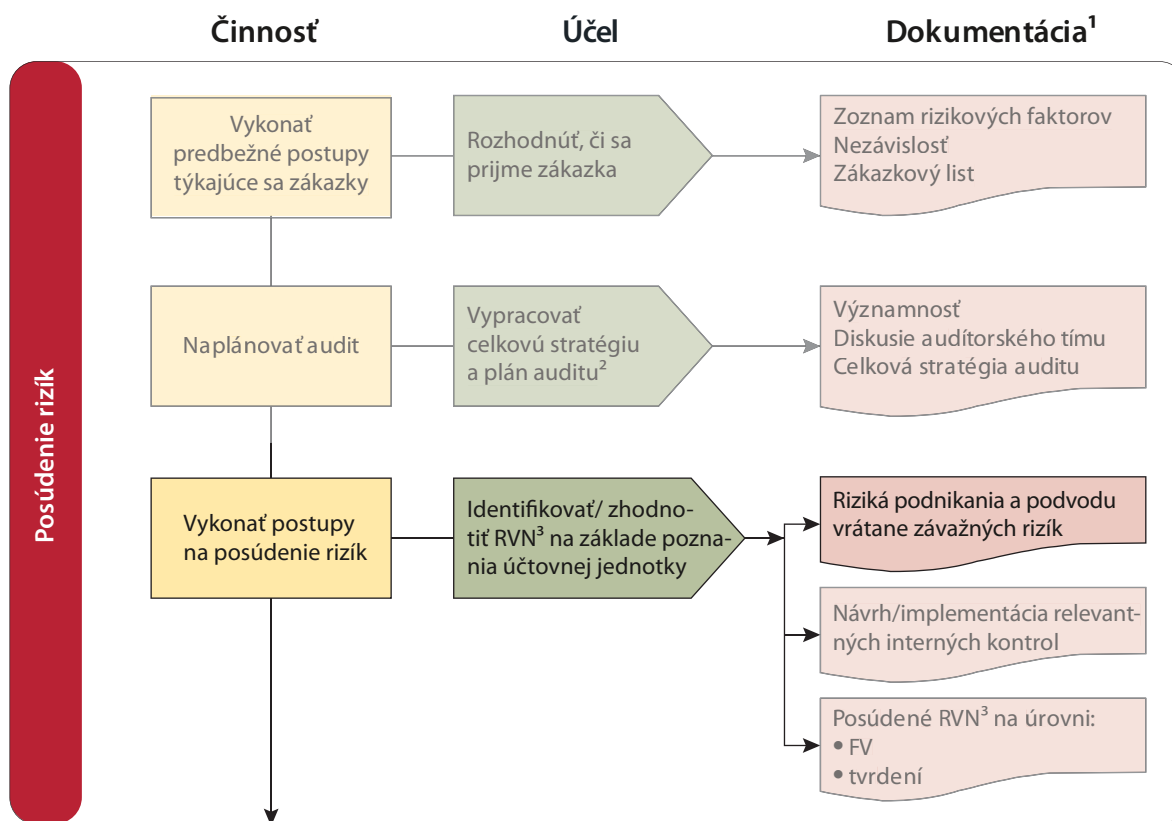 Činnosť
Účel
Dokumentácia¹
Posúdenie rizík
Vykonať
predbežné postupy
týkajúce sa zákazky
Rozhodnúť, či sa
prijme zákazka
Zoznam rizikových faktorov
Nezávislosť
Zákazkový list
Naplánovať audit
Vypracovať
celkovú stratégiu
a plán auditu²
Významnosť
Diskusie audítorského tímu
Celková stratégia auditu
Vykonať postupy
na posúdenie rizík
Identifikovať/ zhodno-
tiť RVN³ na základe pozna-
nia účtovnej jednotky
Riziká podnikania a podvodu
vrátane závažných rizík
Návrh/implementácia relevant-
ných interných kontrol
Posúdené RVN³ na úrovni:
• FV
• tvrdení